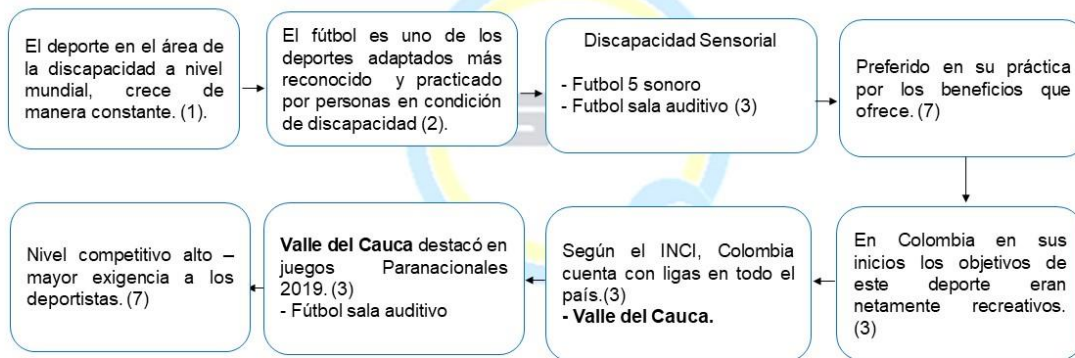 El deporte en el área de
la discapacidad a nivel
mundial, crece de
manera constante. (1).
El fútbol es uno de los
deportes adaptados más
reconocido y practicado
por personas en condición
de discapacidad (2).
Discapacidad Sensorial
- Futbol 5 sonoro
- Futbol sala auditivo (3)
Preferido en su práctica
por los beneficios que
ofrece. (7)
En Colombia en sus
inicios los objetivos de
este deporte eran
netamente recreativos.
(3)
Según el INCI, Colombia
cuenta con ligas en todo el
país.(3)
- Valle del Cauca.
Valle del Cauca destacó en
juegos Paranacionales
2019. (3)
- Fútbol sala auditivo
Nivel competitivo alto –
mayor exigencia a los
deportistas. (7)